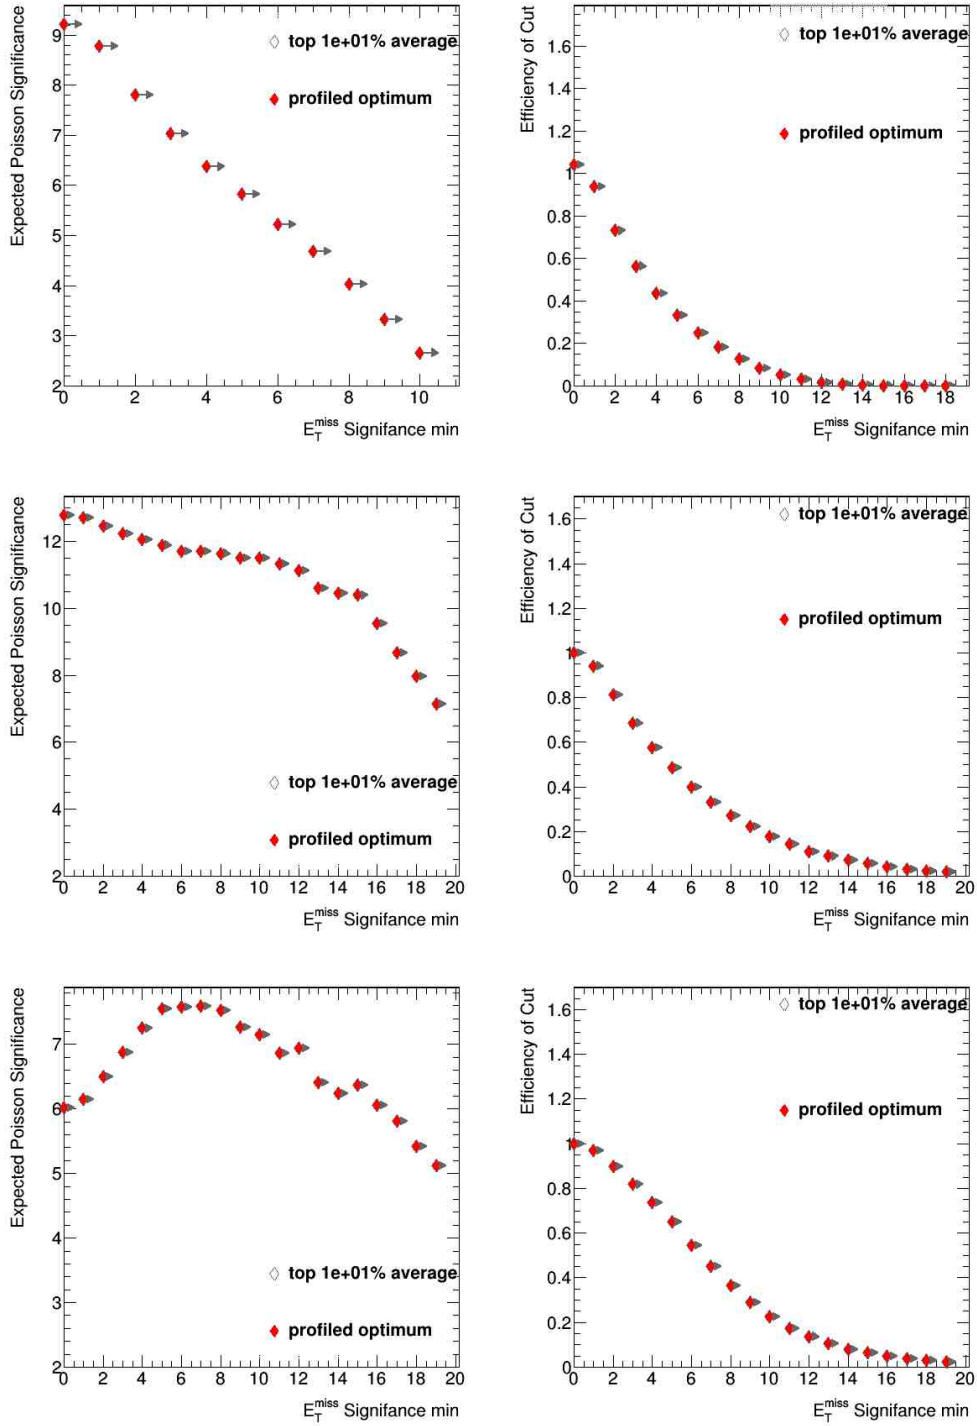 Expected Poisson Significance
9
8
7
6
5
4
3
2
0 2 4 6 8 10
E_T^miss Signifance min
top 1e+01% average
profiled optimum
Efficiency of Cut
1.6
1.4
1.2
1
0.8
0.6
0.4
0.2
0
0 2 4 6 8 10 12 14 16 18
E_T^miss Signifance min
top 1e+01% average
profiled optimum
Expected Poisson Significance
12
10
8
6
4
2
0 2 4 6 8 10 12 14 16 18 20
E_T^miss Signifance min
top 1e+01% average
profiled optimum
Efficiency of Cut
1.6
1.4
1.2
1
0.8
0.6
0.4
0.2
0
0 2 4 6 8 10 12 14 16 18 20
E_T^miss Signifance min
top 1e+01% average
profiled optimum
Expected Poisson Significance
7
6
5
4
3
2
0 2 4 6 8 10 12 14 16 18 20
E_T^miss Signifance min
top 1e+01% average
profiled optimum
Efficiency of Cut
1.6
1.4
1.2
1
0.8
0.6
0.4
0.2
0
0 2 4 6 8 10 12 14 16 18 20
E_T^miss Signifance min
top 1e+01% average
profiled optimum